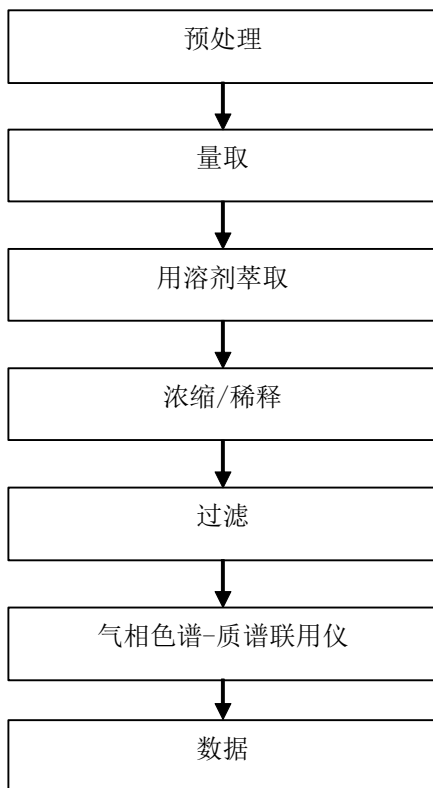 预处理
量取
用溶剂萃取
浓缩/稀释
过滤
气相色谱-质谱联用仪
数据